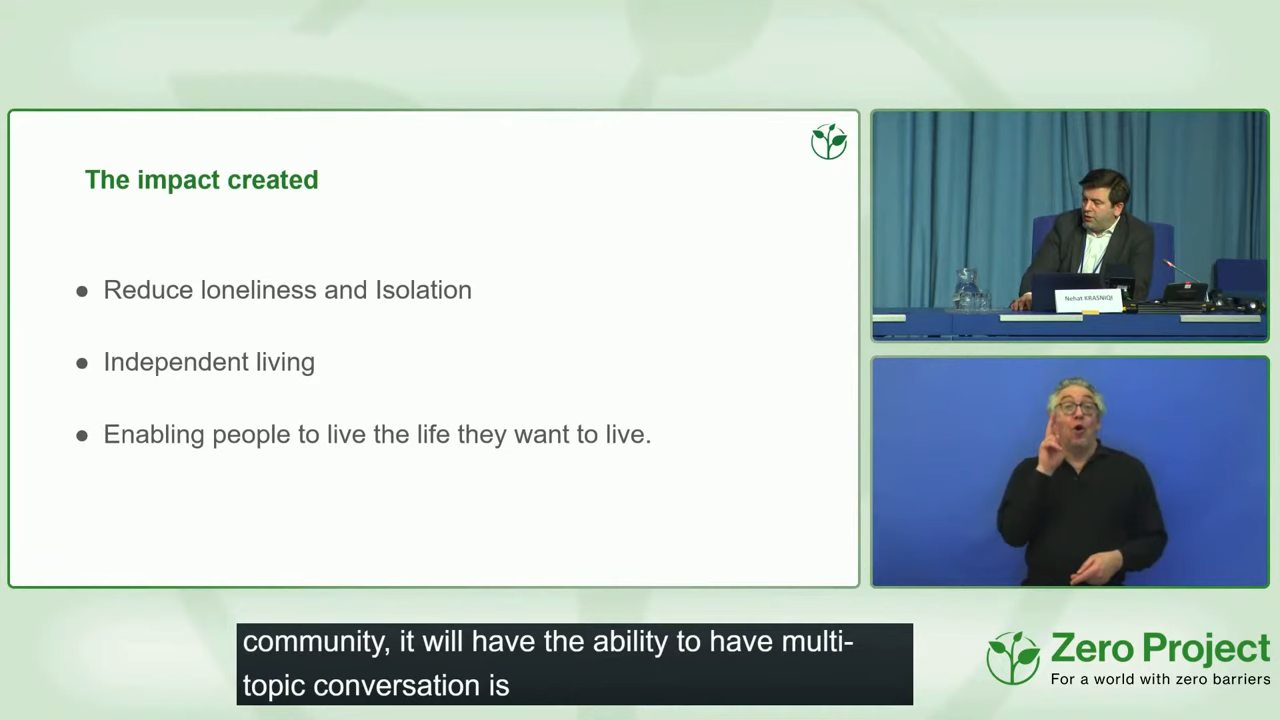 The impact created
● Reduce loneliness and Isolation
● Independent living
● Enabling people to live the life they want to live.
Nehat KRASNIQI
community, it will have the ability to have multi-
topic conversation is
Zero Project
For a world with zero barriers